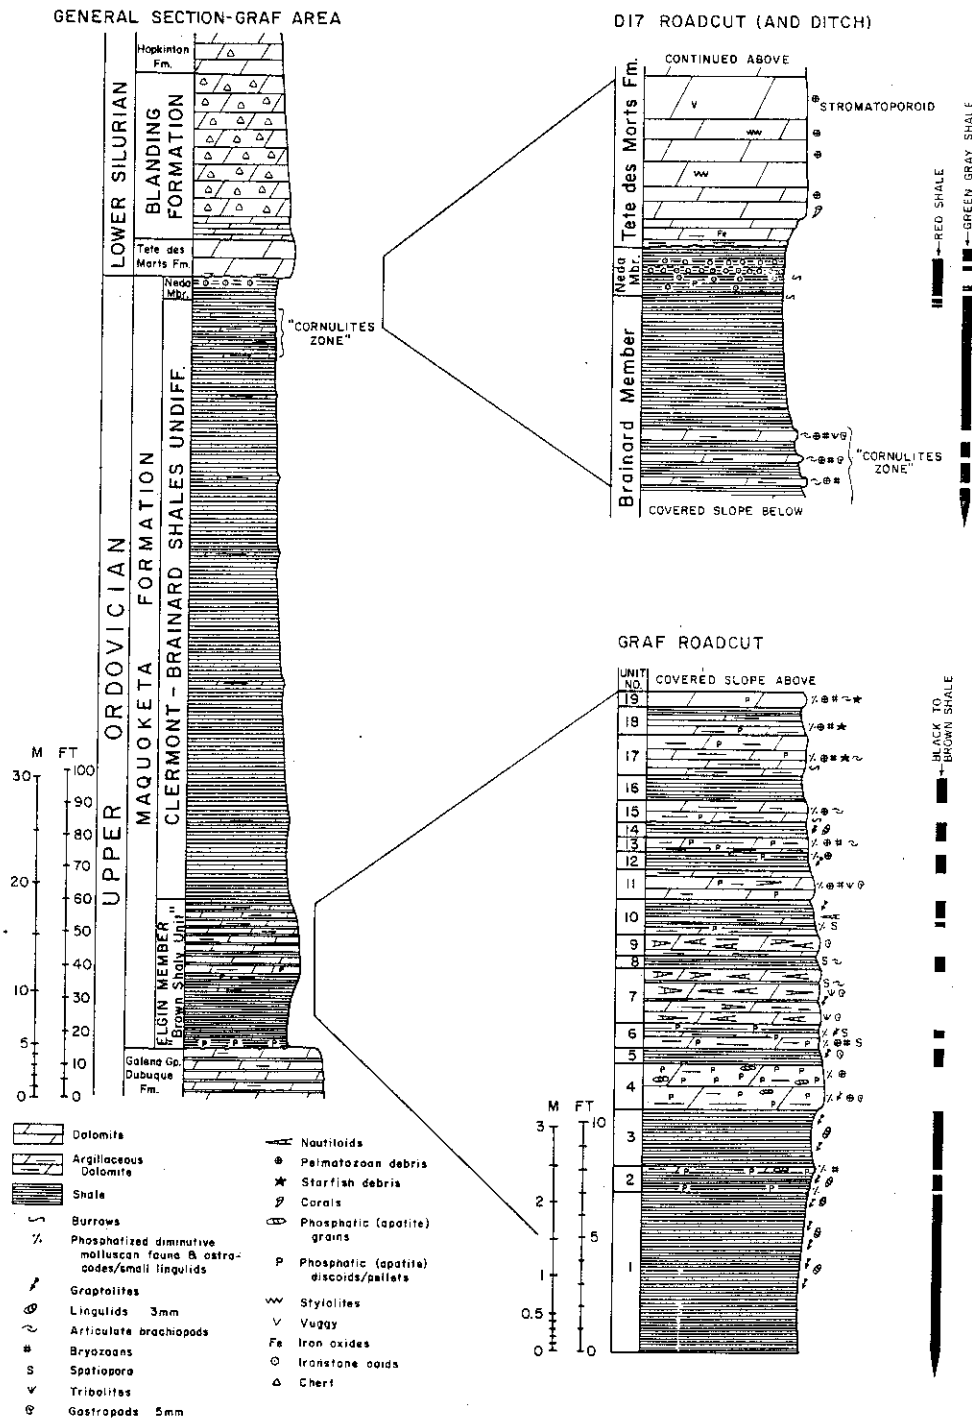 GENERAL SECTION-GRAF AREA
LOWER SILURIAN
Hopkinton
Fm.
BLANDING
FORMATION
Tete des
Morts Fm.
UPPER ORDOVICIAN
MAQUOKETA FORMATION
Neda
Mbr.
"CORNULITES
ZONE"
CLERMONT - BRAINARD SHALES UNDIFF.
ELGIN MEMBER
"Brown Shaly Unit"
Galena Gp.
Dubuque
Fm.
M FT
30
20
10
5
0
100
90
80
70
60
50
40
30
20
10
0
D17 ROADCUT (AND DITCH)
CONTINUED ABOVE
Tete des Morts Fm.
STROMATOPOROID
Fe
Neda
Mbr.
Brainard Member
"CORNULITES
ZONE"
COVERED SLOPE BELOW
RED SHALE
GREEN GRAY SHALE
GRAF ROADCUT
UNIT
NO.
COVERED SLOPE ABOVE
19
18
17
16
15
14
13
12
11
10
9
8
7
6
5
4
3
2
1
BLACK TO
BROWN SHALE
M FT
3
2
1
0.5
0
10
5
0
Dolomite
Argillaceous
Dolomite
Shale
Burrows
Phosphatized diminutive
molluscan fauna & ostra-
codes/small lingulids
Graptolites
Lingulids 3mm
Articulate brachiopods
# Bryozoans
S Spatiopora
Trilolites
Gastropods 5mm
Nautiloids
Pelmatozoan debris
Starfish debris
Corals
Phosphatic (apatite)
grains
P Phosphatic (apatite)
discoids/pellets
Stylolites
V Vuggy
Fe Iron oxides
Ironstone ooids
Chert